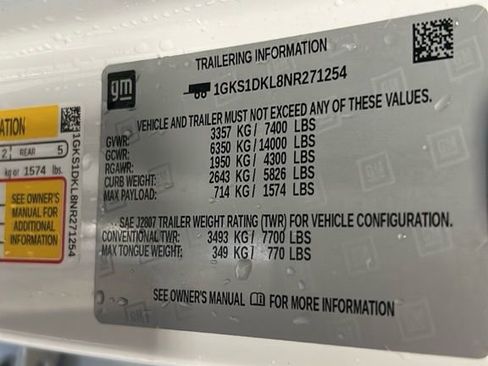 gm
TRAILERING INFORMATION
1GKS1DKL8NR271254
VEHICLE AND TRAILER MUST NOT EXCEED ANY OF THESE VALUES.
GVWR: 3357 KG/ 7400 LBS
GCWR: 6350 KG/14000 LBS
RGAWR: 1950 KG/ 4300 LBS
CURB WEIGHT: 2643 KG/ 5826 LBS
MAX PAYLOAD: 714 KG/ 1574 LBS
SAE J2807 TRAILER WEIGHT RATING (TWR) FOR VEHICLE CONFIGURATION.
CONVENTIONAL TWR: 3493 KG/ 7700 LBS
MAX TONGUE WEIGHT: 349 KG/ 770 LBS
SEE OWNER'S MANUAL FOR MORE INFORMATION
ATION
2 REAR 5
kg or 1574 lbs.
SEE OWNER'S
MANUAL FOR
ADDITIONAL
INFORMATION
1GKS1DKL8NR271254